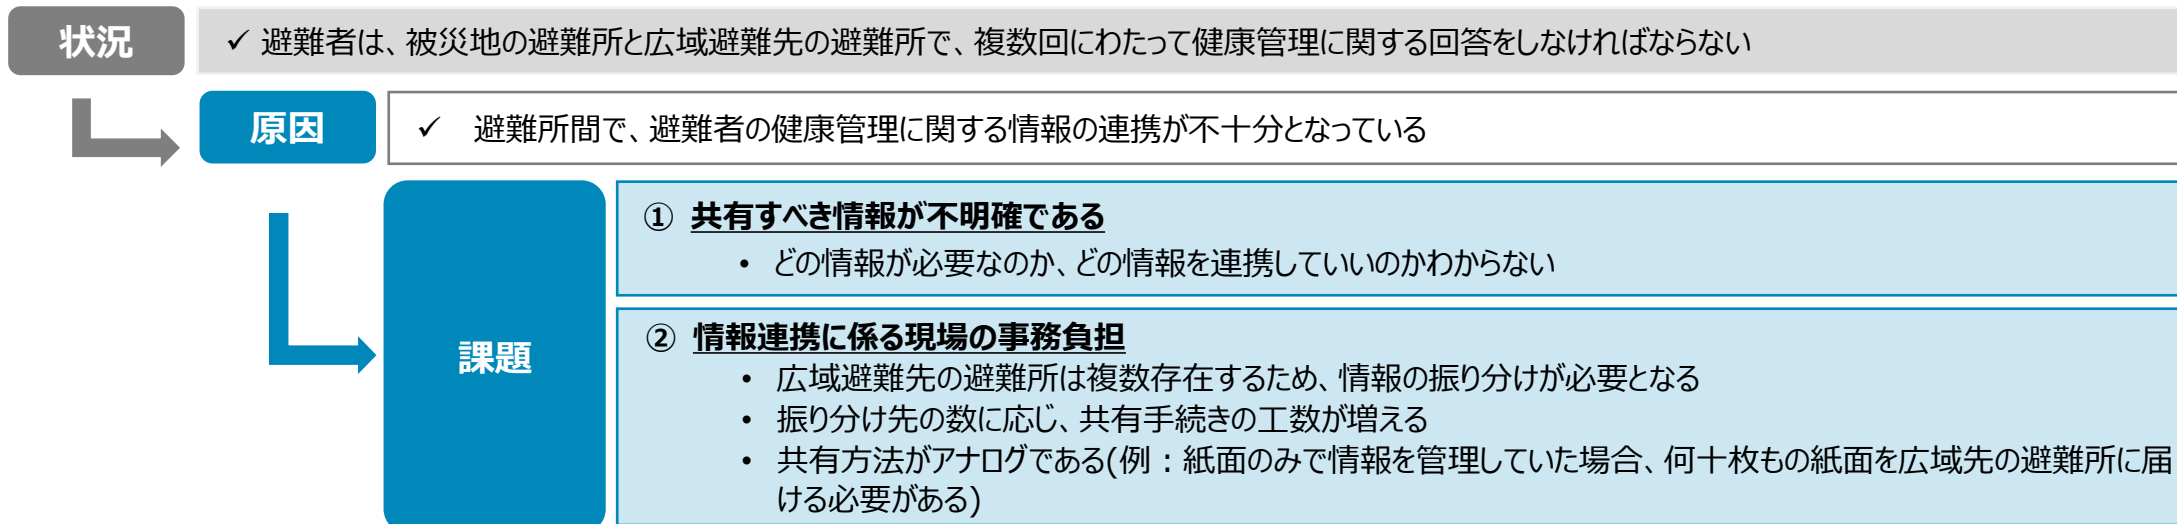 状況
✓ 避難者は、被災地の避難所と広域避難先の避難所で、複数回にわたって健康管理に関する回答をしなければならない
原因
✓ 避難所間で、避難者の健康管理に関する情報の連携が不十分となっている
課題
① 共有すべき情報が不明確である
• どの情報が必要なのか、どの情報を連携していいのかわからない
② 情報連携に係る現場の事務負担
• 広域避難先の避難所は複数存在するため、情報の振り分けが必要となる
• 振り分け先の数に応じ、共有手続きの工数が増える
• 共有方法がアナログである(例：紙面のみで情報を管理していた場合、何十枚もの紙面を広域先の避難所に届
ける必要がある)